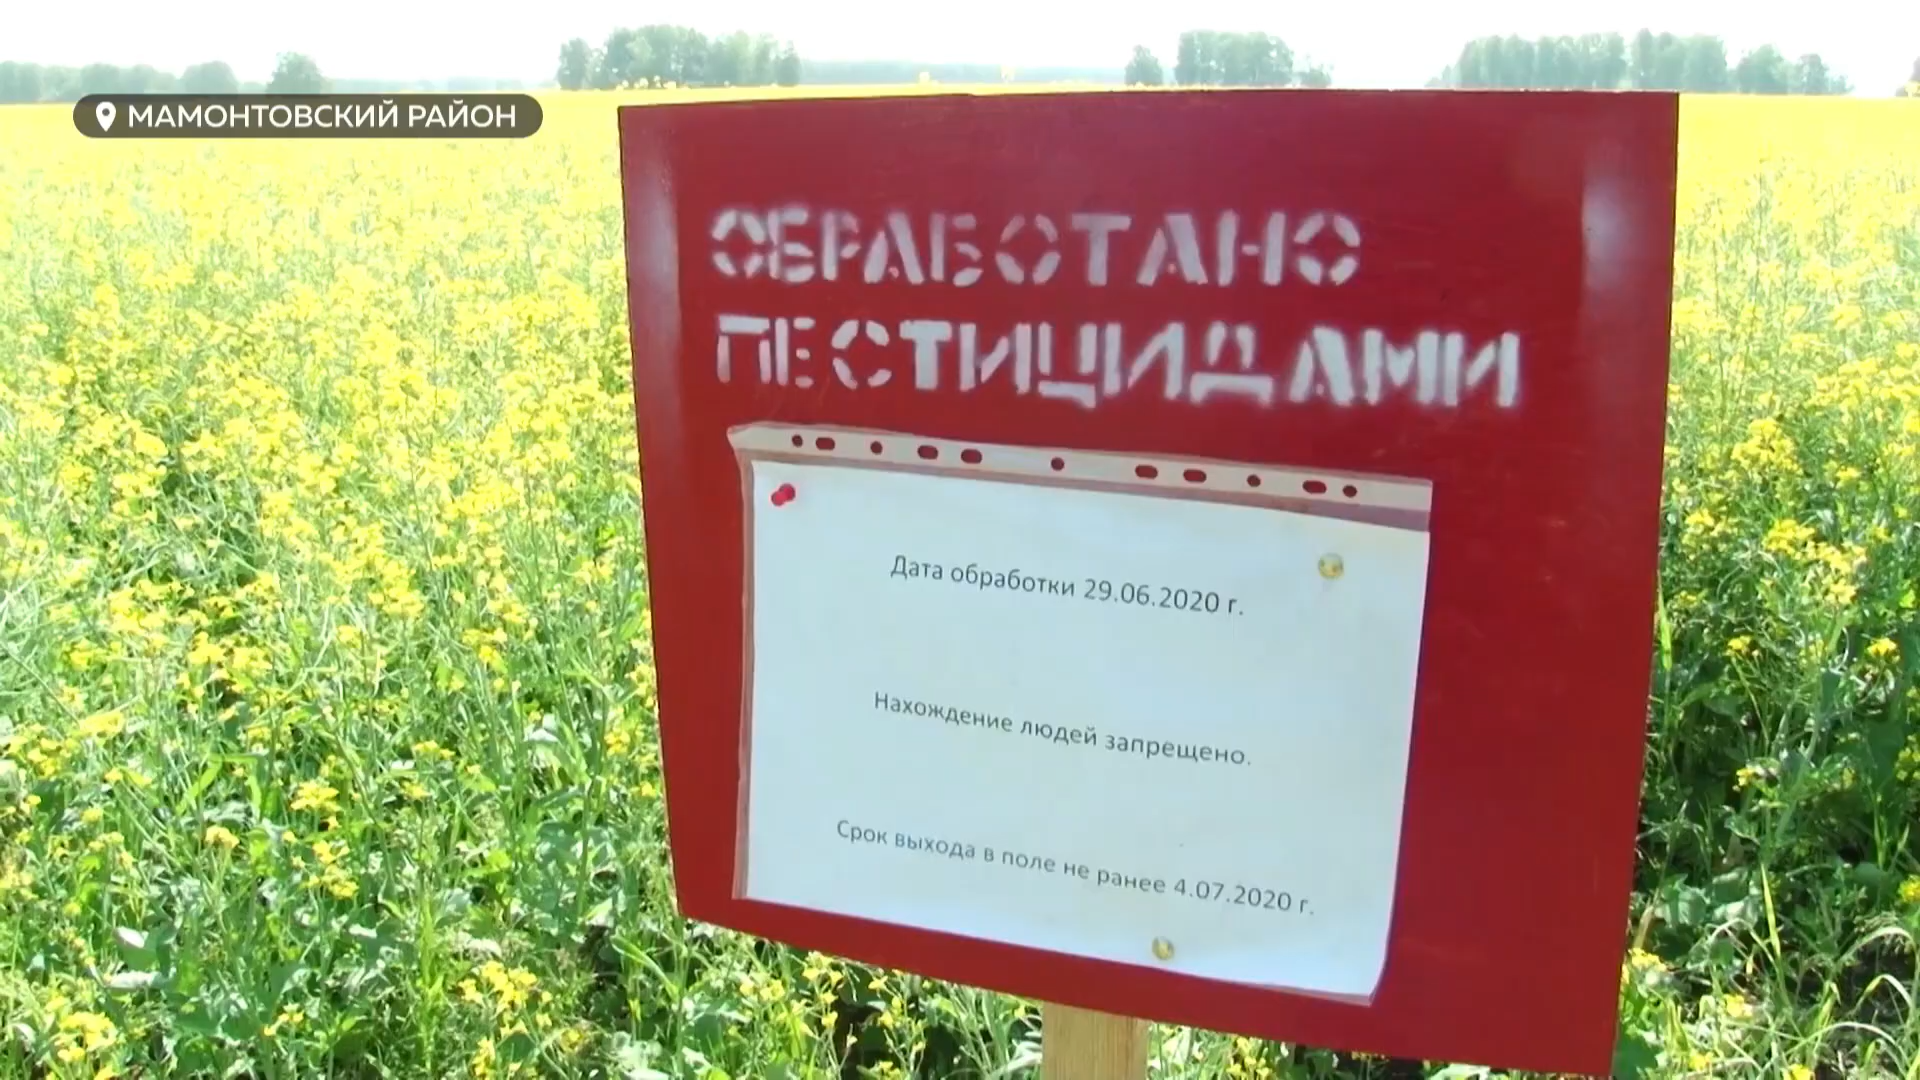 МАМОНТОВСКИЙ РАЙОН
ОБРАБОТАНО
ПЕСТИЦИДАМИ
Дата обработки 29.06.2020 г.
Нахождение людей запрещено.
Срок выхода в поле не ранее 4.07.2020 г.